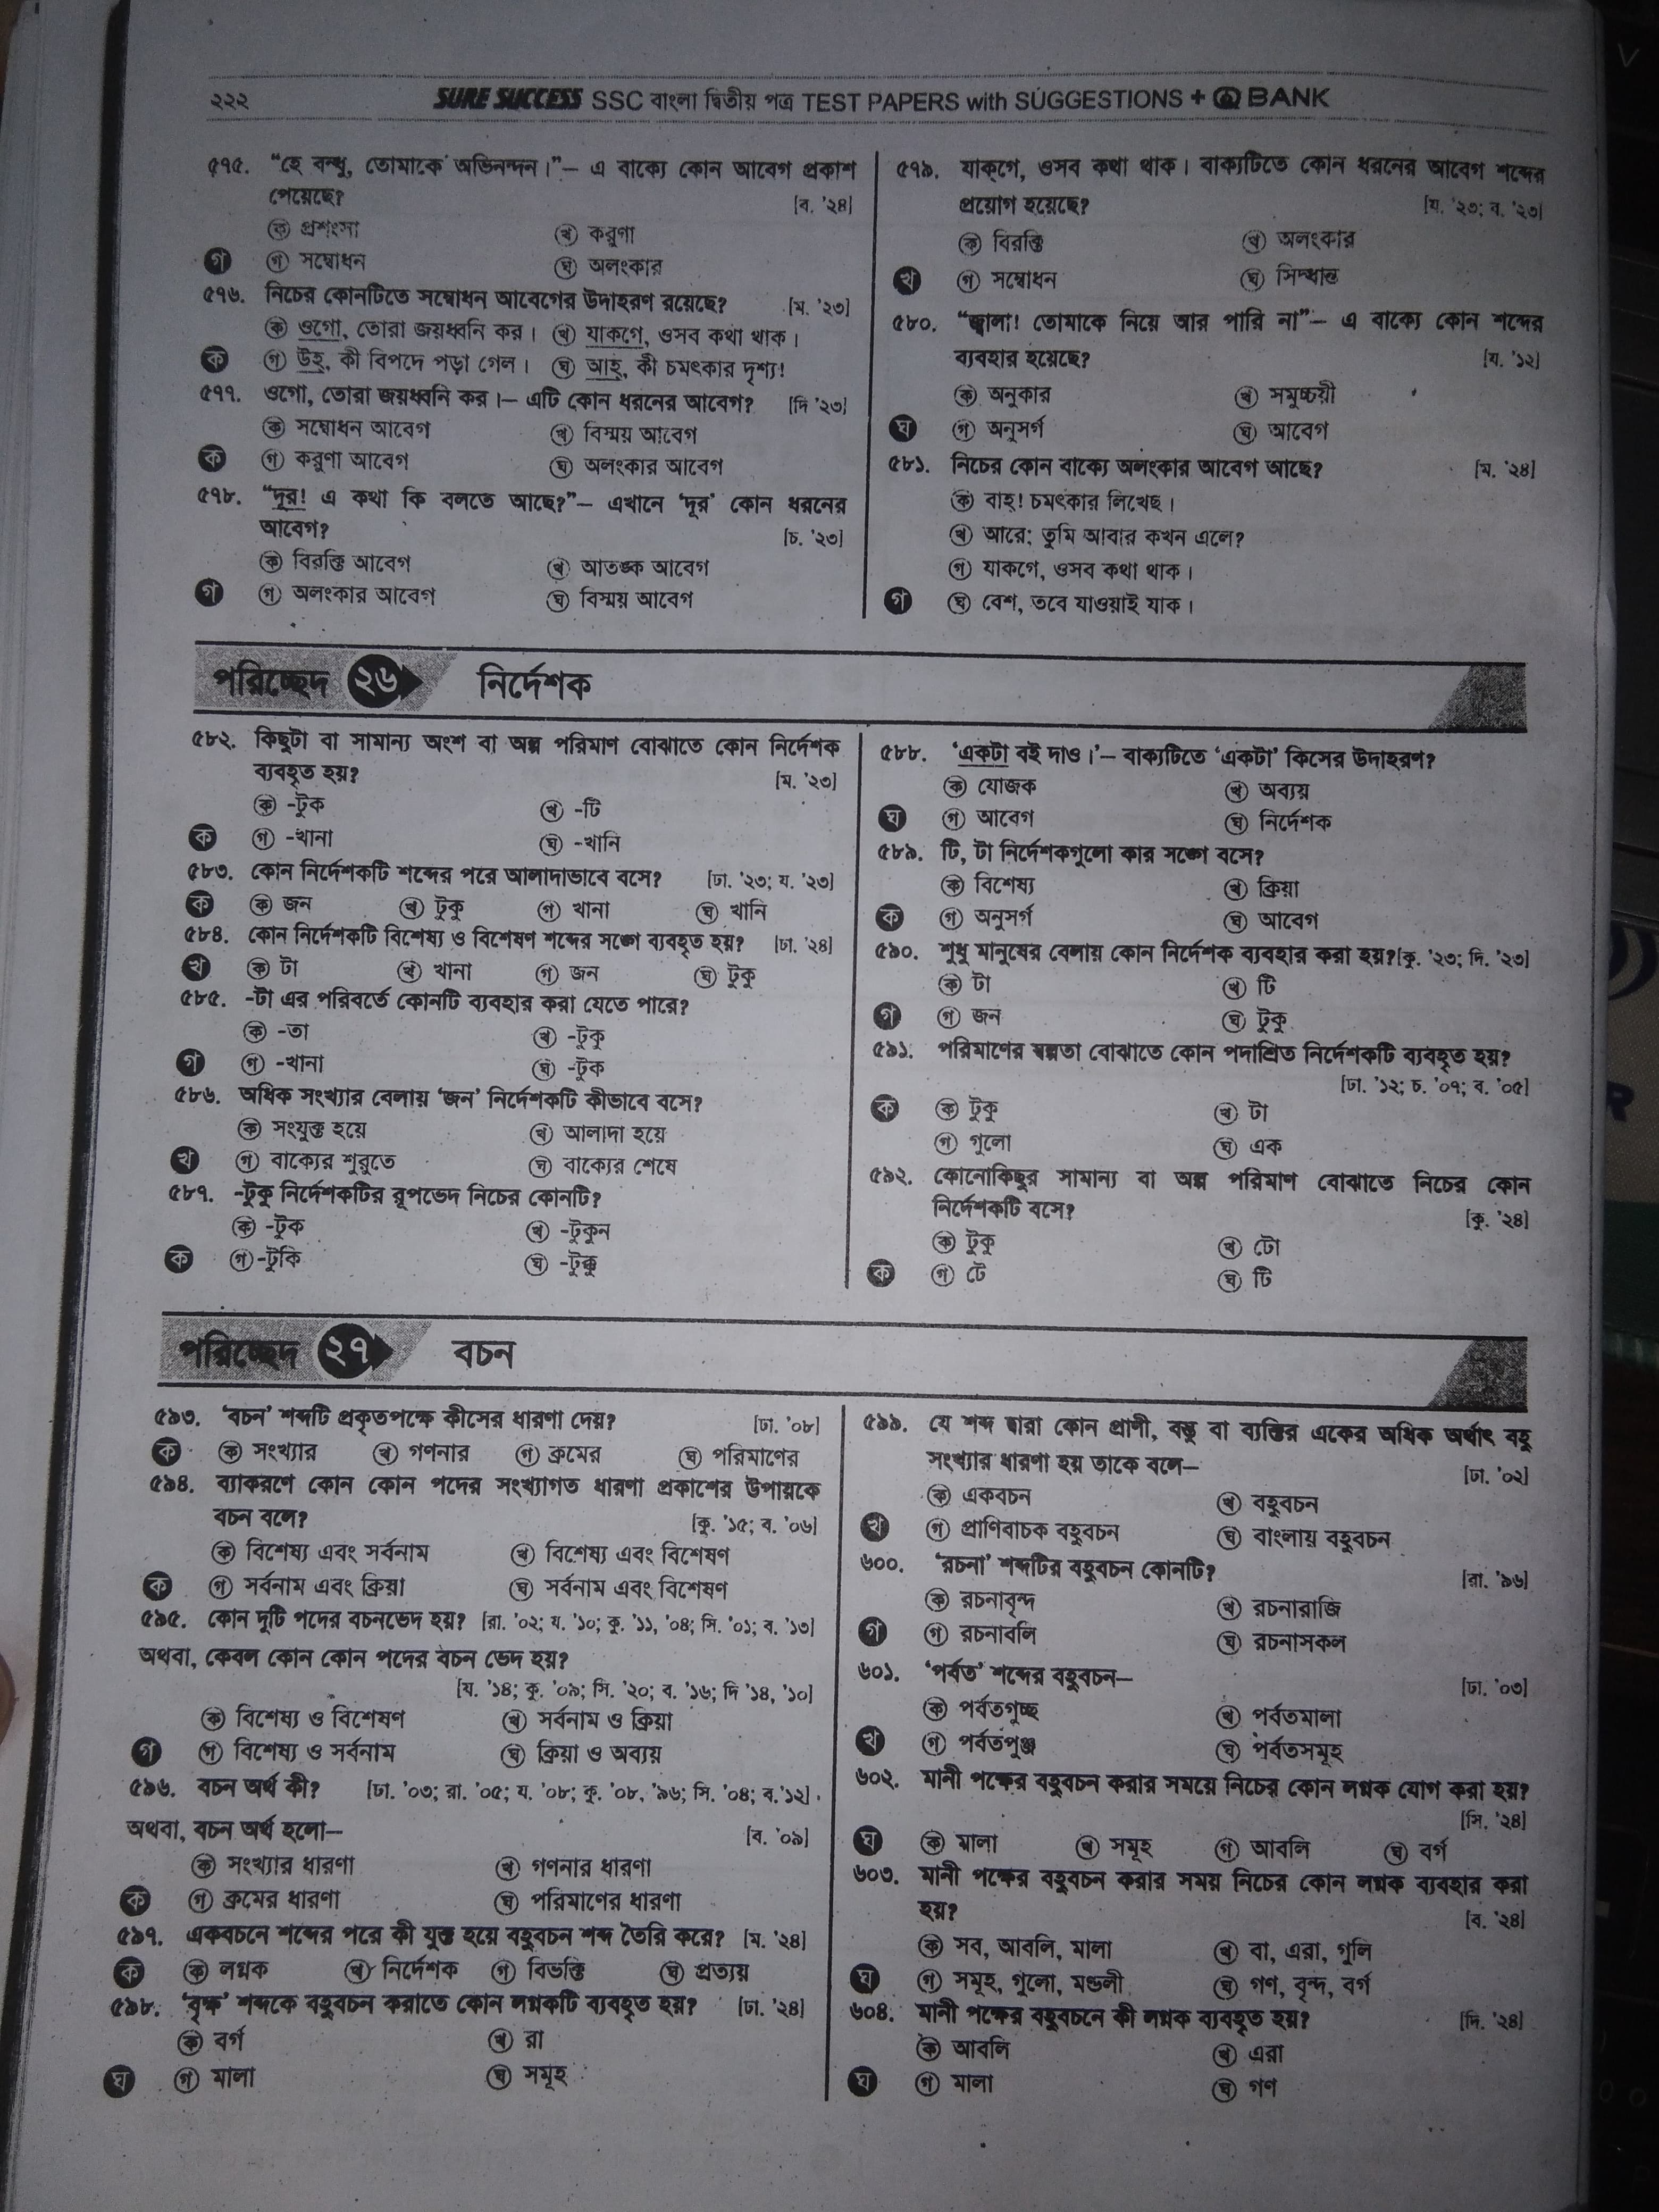 ২২২ SURE SUCCESS SSC বাংলা দ্বিতীয় পত্র TEST PAPERS with SUGGESTIONS + Q BANK
৫৭৫. “হে বন্ধু, তোমাকে অভিনন্দন।”– এ বাক্যে কোন আবেগ প্রকাশ
পেয়েছে? [ব. '২৪]
ক প্রশংসা খ করুণা
গ গ সম্বোধন ঘ অলংকার
৫৭৬. নিচের কোনটিতে সম্বোধন আবেগের উদাহরণ রয়েছে? [ম. '২৩]
ক ওগো, তোরা জয়ধ্বনি কর। খ যাকগে, ওসব কথা থাক।
ক গ উহ্, কী বিপদে পড়া গেল। ঘ আহ্, কী চমৎকার দৃশ্য!
৫৭৭. ওগো, তোরা জয়ধ্বনি কর।– এটি কোন ধরনের আবেগ? [দি '২৩]
ক সম্বোধন আবেগ খ বিস্ময় আবেগ
ক গ করুণা আবেগ ঘ অলংকার আবেগ
৫৭৮. “দূর! এ কথা কি বলতে আছে?”– এখানে ‘দূর’ কোন ধরনের
আবেগ? [চ. '২৩]
ক বিরক্তি আবেগ খ আতঙ্ক আবেগ
গ গ অলংকার আবেগ ঘ বিস্ময় আবেগ
৫৭৯. যাক্‌গে, ওসব কথা থাক। বাক্যটিতে কোন ধরনের আবেগ শব্দের
প্রয়োগ হয়েছে? [য. '২৩; ব. '২৩]
ক বিরক্তি খ অলংকার
খ গ সম্বোধন ঘ সিদ্ধান্ত
৫৮০. “জ্বালা! তোমাকে নিয়ে আর পারি না”– এ বাক্যে কোন শব্দের
ব্যবহার হয়েছে? [য. '১২]
ক অনুকার খ সমুচ্চয়ী
ঘ গ অনুসর্গ ঘ আবেগ
৫৮১. নিচের কোন বাক্যে অলংকার আবেগ আছে? [ম. '২৪]
ক বাহ্! চমৎকার লিখেছ।
খ আরে; তুমি আবার কখন এলে?
গ যাকগে, ওসব কথা থাক।
গ ঘ বেশ, তবে যাওয়াই যাক।
পরিচ্ছেদ ২৬ নির্দেশক
৫৮২. কিছুটা বা সামান্য অংশ বা অল্প পরিমাণ বোঝাতে কোন নির্দেশক
ব্যবহৃত হয়? [ম. '২৩]
ক -টুক খ -টি
ক গ -খানা ঘ -খানি
৫৮৩. কোন নির্দেশকটি শব্দের পরে আলাদাভাবে বসে? [ঢা. '২৩; য. '২৩]
ক ক জন খ টুকু গ খানা ঘ খানি
৫৮৪. কোন নির্দেশকটি বিশেষ্য ও বিশেষণ শব্দের সঙ্গে ব্যবহৃত হয়? [ঢা. '২৪]
খ ক টা খ খানা গ জন ঘ টুকু
৫৮৫. -টা এর পরিবর্তে কোনটি ব্যবহার করা যেতে পারে?
ক -তা খ -টুকু
গ গ -খানা ঘ -টুক
৫৮৬. অধিক সংখ্যার বেলায় ‘জন’ নির্দেশকটি কীভাবে বসে?
ক সংযুক্ত হয়ে খ আলাদা হয়ে
খ গ বাক্যের শুরুতে ঘ বাক্যের শেষে
৫৮৭. -টুকু নির্দেশকটির রূপভেদ নিচের কোনটি?
ক -টুক খ -টুকুন
ক গ -টুকি ঘ -টুক্কু
৫৮৮. ‘একটা বই দাও।’– বাক্যটিতে ‘একটা’ কিসের উদাহরণ?
ক যোজক খ অব্যয়
ঘ গ আবেগ ঘ নির্দেশক
৫৮৯. টি, টা নির্দেশকগুলো কার সঙ্গে বসে?
ক বিশেষ্য খ ক্রিয়া
ক গ অনুসর্গ ঘ আবেগ
৫৯০. শুধু মানুষের বেলায় কোন নির্দেশক ব্যবহার করা হয়? [কু. '২৩; দি. '২৩]
ক টা খ টি
গ গ জন ঘ টুকু
৫৯১. পরিমাণের স্বল্পতা বোঝাতে কোন পদাশ্রিত নির্দেশকটি ব্যবহৃত হয়?
[ঢা. '১২; চ. '০৭; ব. '০৫]
ক ক টুকু খ টা
গ গুলো ঘ এক
৫৯২. কোনোকিছুর সামান্য বা অল্প পরিমাণ বোঝাতে নিচের কোন
নির্দেশকটি বসে? [কু. '২৪]
ক টুকু খ টো
ক গ টে ঘ টি
পরিচ্ছেদ ২৭ বচন
৫৯৩. ‘বচন’ শব্দটি প্রকৃতপক্ষে কীসের ধারণা দেয়? [ঢা. '০৮]
ক ক সংখ্যার খ গণনার গ ক্রমের ঘ পরিমাণের
৫৯৪. ব্যাকরণে কোন কোন পদের সংখ্যাগত ধারণা প্রকাশের উপায়কে
বচন বলে? [কু. '১৫; ব. '০৬]
ক বিশেষ্য এবং সর্বনাম খ বিশেষ্য এবং বিশেষণ
ক গ সর্বনাম এবং ক্রিয়া ঘ সর্বনাম এবং বিশেষণ
৫৯৫. কোন দুটি পদের বচনভেদ হয়? [রা. '০২; য. '১০; কু. '১১, '০৪; সি. '০১; ব. '১৩]
অথবা, কেবল কোন কোন পদের বচন ভেদ হয়?
[য. '১৪; কু. '০৯; সি. '২০; ব. '১৬; দি '১৪, '১০]
ক বিশেষ্য ও বিশেষণ খ সর্বনাম ও ক্রিয়া
গ গ বিশেষ্য ও সর্বনাম ঘ ক্রিয়া ও অব্যয়
৫৯৬. বচন অর্থ কী? [ঢা. '০৩; রা. '০৫; য. '০৮; কু. '০৮, '৯৬; সি. '০৪; ব.'১২]
অথবা, বচন অর্থ হলো– [ব. '০৯]
ক সংখ্যার ধারণা খ গণনার ধারণা
ক গ ক্রমের ধারণা ঘ পরিমাণের ধারণা
৫৯৭. একবচনে শব্দের পরে কী যুক্ত হয়ে বহুবচন শব্দ তৈরি করে? [ম. '২৪]
ক ক লগ্নক খ নির্দেশক গ বিভক্তি ঘ প্রত্যয়
৫৯৮. ‘বৃক্ষ’ শব্দকে বহুবচন করাতে কোন লগ্নকটি ব্যবহৃত হয়? [ঢা. '২৪]
ক বর্গ খ রা
ঘ গ মালা ঘ সমূহ
৫৯৯. যে শব্দ দ্বারা কোন প্রাণী, বস্তু বা ব্যক্তির একের অধিক অর্থাৎ বহু
সংখ্যার ধারণা হয় তাকে বলে– [ঢা. '০২]
ক একবচন খ বহুবচন
খ গ প্রাণিবাচক বহুবচন ঘ বাংলায় বহুবচন
৬০০. ‘রচনা’ শব্দটির বহুবচন কোনটি? [রা. '৯৬]
ক রচনাবৃন্দ খ রচনারাজি
গ গ রচনাবলি ঘ রচনাসকল
৬০১. ‘পর্বত’ শব্দের বহুবচন– [ঢা. '০৩]
ক পর্বতগুচ্ছ খ পর্বতমালা
খ গ পর্বতপুঞ্জ ঘ পর্বতসমূহ
৬০২. মানী পক্ষের বহুবচন করার সময়ে নিচের কোন লগ্নক যোগ করা হয়?
[সি. '২৪]
ঘ ক মালা খ সমূহ গ আবলি ঘ বর্গ
৬০৩. মানী পক্ষের বহুবচন করার সময় নিচের কোন লগ্নক ব্যবহার করা
হয়? [ব. '২৪]
ক সব, আবলি, মালা খ বা, এরা, গুলি
ঘ গ সমূহ, গুলো, মণ্ডলী ঘ গণ, বৃন্দ, বর্গ
৬০৪. মানী পক্ষের বহুবচনে কী লগ্নক ব্যবহৃত হয়? [দি. '২৪]
ক আবলি খ এরা
ঘ গ মালা ঘ গণ